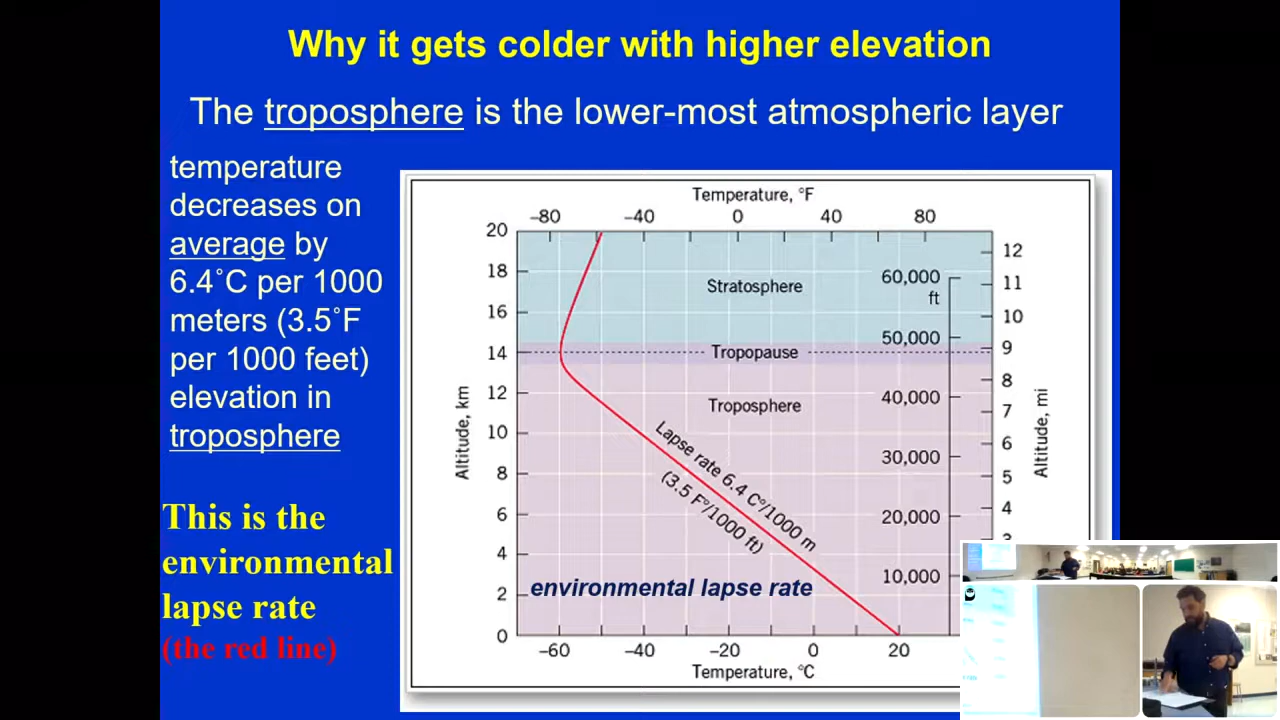 Why it gets colder with higher elevation
The troposphere is the lower-most atmospheric layer
temperature
decreases on
average by
6.4˚C per 1000
meters (3.5˚F
per 1000 feet)
elevation in
troposphere
This is the
environmental
lapse rate
(the red line)
Temperature, °F
–80 –40 0 40 80
20
18
16
14
12
10
8
6
4
2
0
Altitude, km
Stratosphere
Tropopause
Troposphere
Lapse rate 6.4 C°/1000 m
(3.5 F°/1000 ft)
environmental lapse rate
60,000
ft
50,000
40,000
30,000
20,000
10,000
12
11
10
9
8
7
6
5
4
3
Altitude, mi
–60 –40 –20 0 20
Temperature, °C